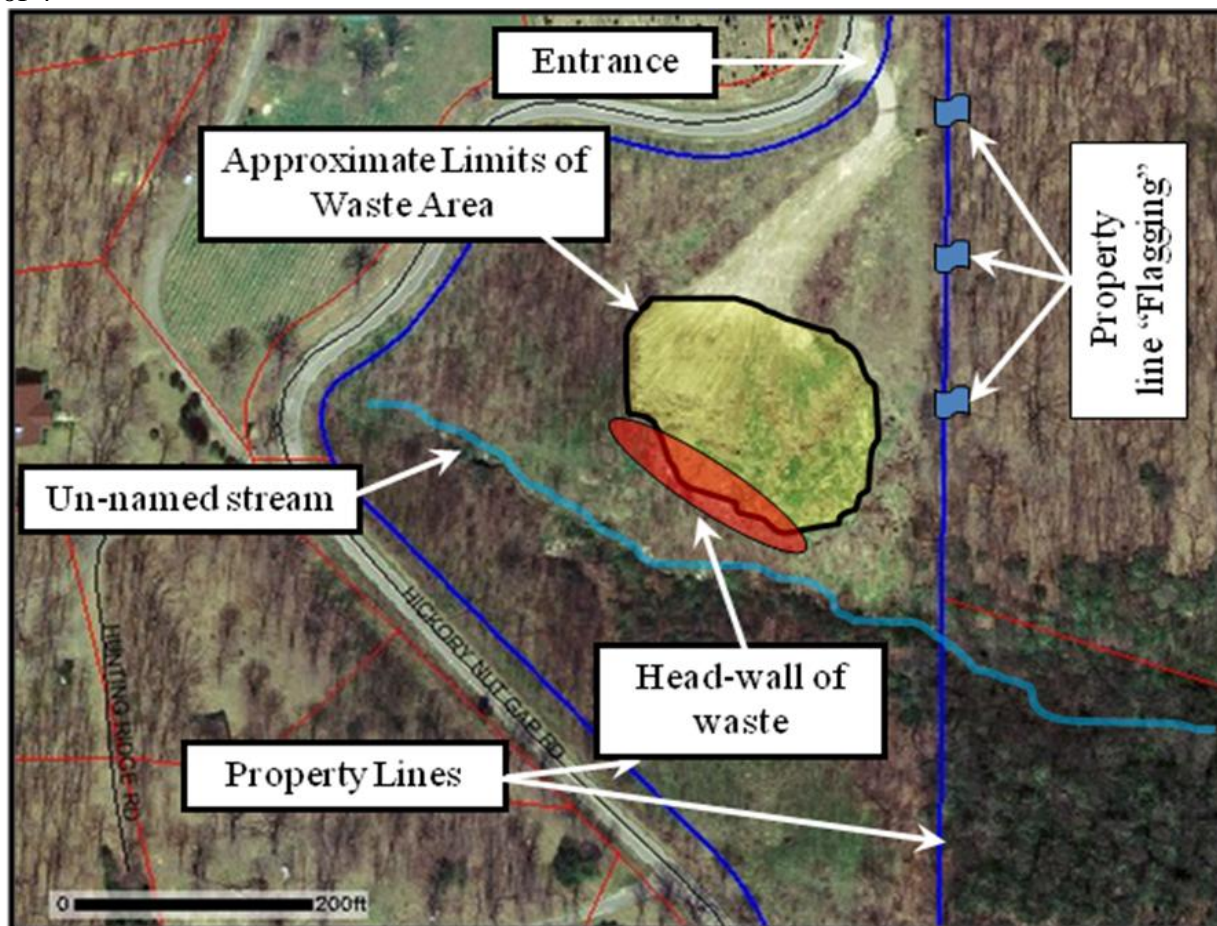 Entrance
Approximate Limits of
Waste Area
Property
line “Flagging”
Un-named stream
HICKORY NUT GAP RD
HUNTING RIDGE RD
Head-wall of
waste
Property Lines
0 200ft